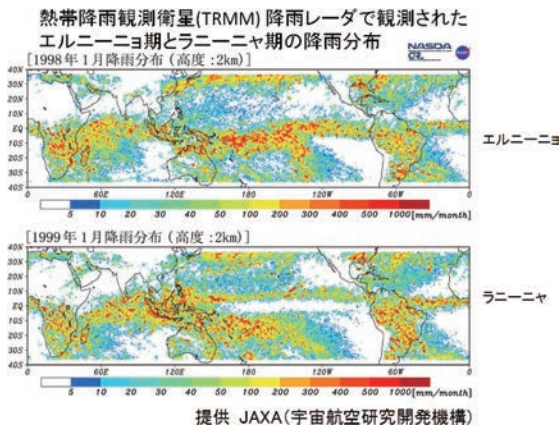 熱帯降雨観測衛星(TRMM) 降雨レーダで観測された
エルニーニョ期とラニーニャ期の降雨分布
NASDA
[1998年1月降雨分布 (高度:2km)]
40N
30N
20N
10N
EQ
10S
20S
30S
40S
0 60E 120E 180 120W 60W 0
5 10 20 30 40 50 100 200 300 400 500 1000[mm/month]
エルニーニョ
[1999年1月降雨分布 (高度:2km)]
40N
30N
20N
10N
EQ
10S
20S
30S
40S
0 60E 120E 180 120W 60W 0
5 10 20 30 40 50 100 200 300 400 500 1000[mm/month]
ラニーニャ
提供 JAXA(宇宙航空研究開発機構)